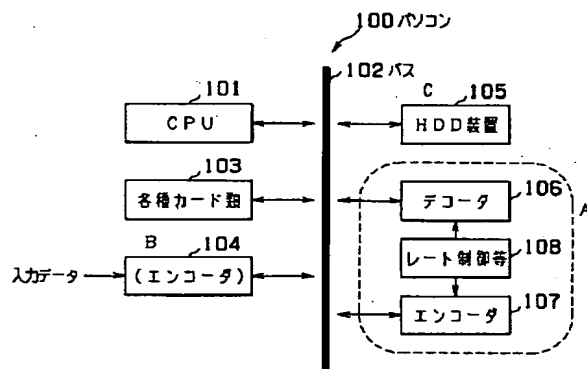 100 パソコン
102 バス
101
CPU
C 105
HDD装置
103
各種カード類
106
デコータ
A
B 104
入力データ
(エンコーダ)
108
レート制御等
107
エンコーダ